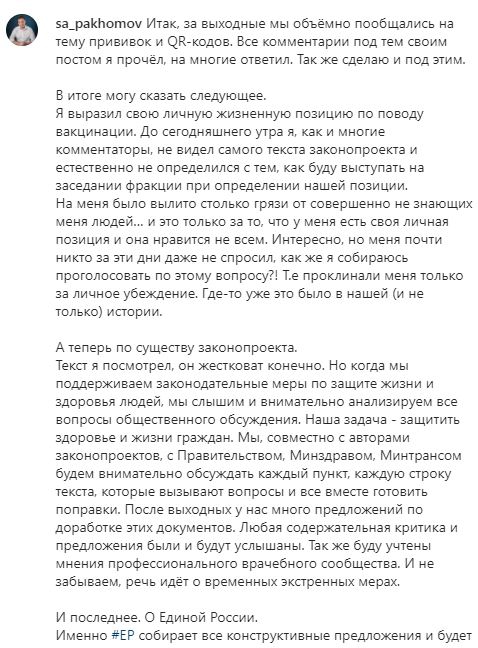 sa_pakhomov Итак, за выходные мы объёмно пообщались на
тему прививок и QR-кодов. Все комментарии под тем своим
постом я прочёл, на многие ответил. Так же сделаю и под этим.
В итоге могу сказать следующее.
Я выразил свою личную жизненную позицию по поводу
вакцинации. До сегодняшнего утра я, как и многие
комментаторы, не видел самого текста законопроекта и
естественно не определился с тем, как буду выступать на
заседании фракции при определении нашей позиции.
На меня было вылито столько грязи от совершенно не знающих
меня людей... и это только за то, что у меня есть своя личная
позиция и она нравится не всем. Интересно, но меня почти
никто за эти дни даже не спросил, как же я собираюсь
проголосовать по этому вопросу?! Т.е проклинали меня только
за личное убеждение. Где-то уже это было в нашей (и не
только) истории.
А теперь по существу законопроекта.
Текст я посмотрел, он жестковат конечно. Но когда мы
поддерживаем законодательные меры по защите жизни и
здоровья людей, мы слышим и внимательно анализируем все
вопросы общественного обсуждения. Наша задача - защитить
здоровье и жизни граждан. Мы, совместно с авторами
законопроектов, с Правительством, Минздравом, Минтрансом
будем внимательно обсуждать каждый пункт, каждую строку
текста, которые вызывают вопросы и все вместе готовить
поправки. После выходных у нас много предложений по
доработке этих документов. Любая содержательная критика и
предложения были и будут услышаны. Так же буду учтены
мнения профессионального врачебного сообщества. И не
забываем, речь идёт о временных экстренных мерах.
И последнее. О Единой России.
Именно #ЕР собирает все конструктивные предложения и будет